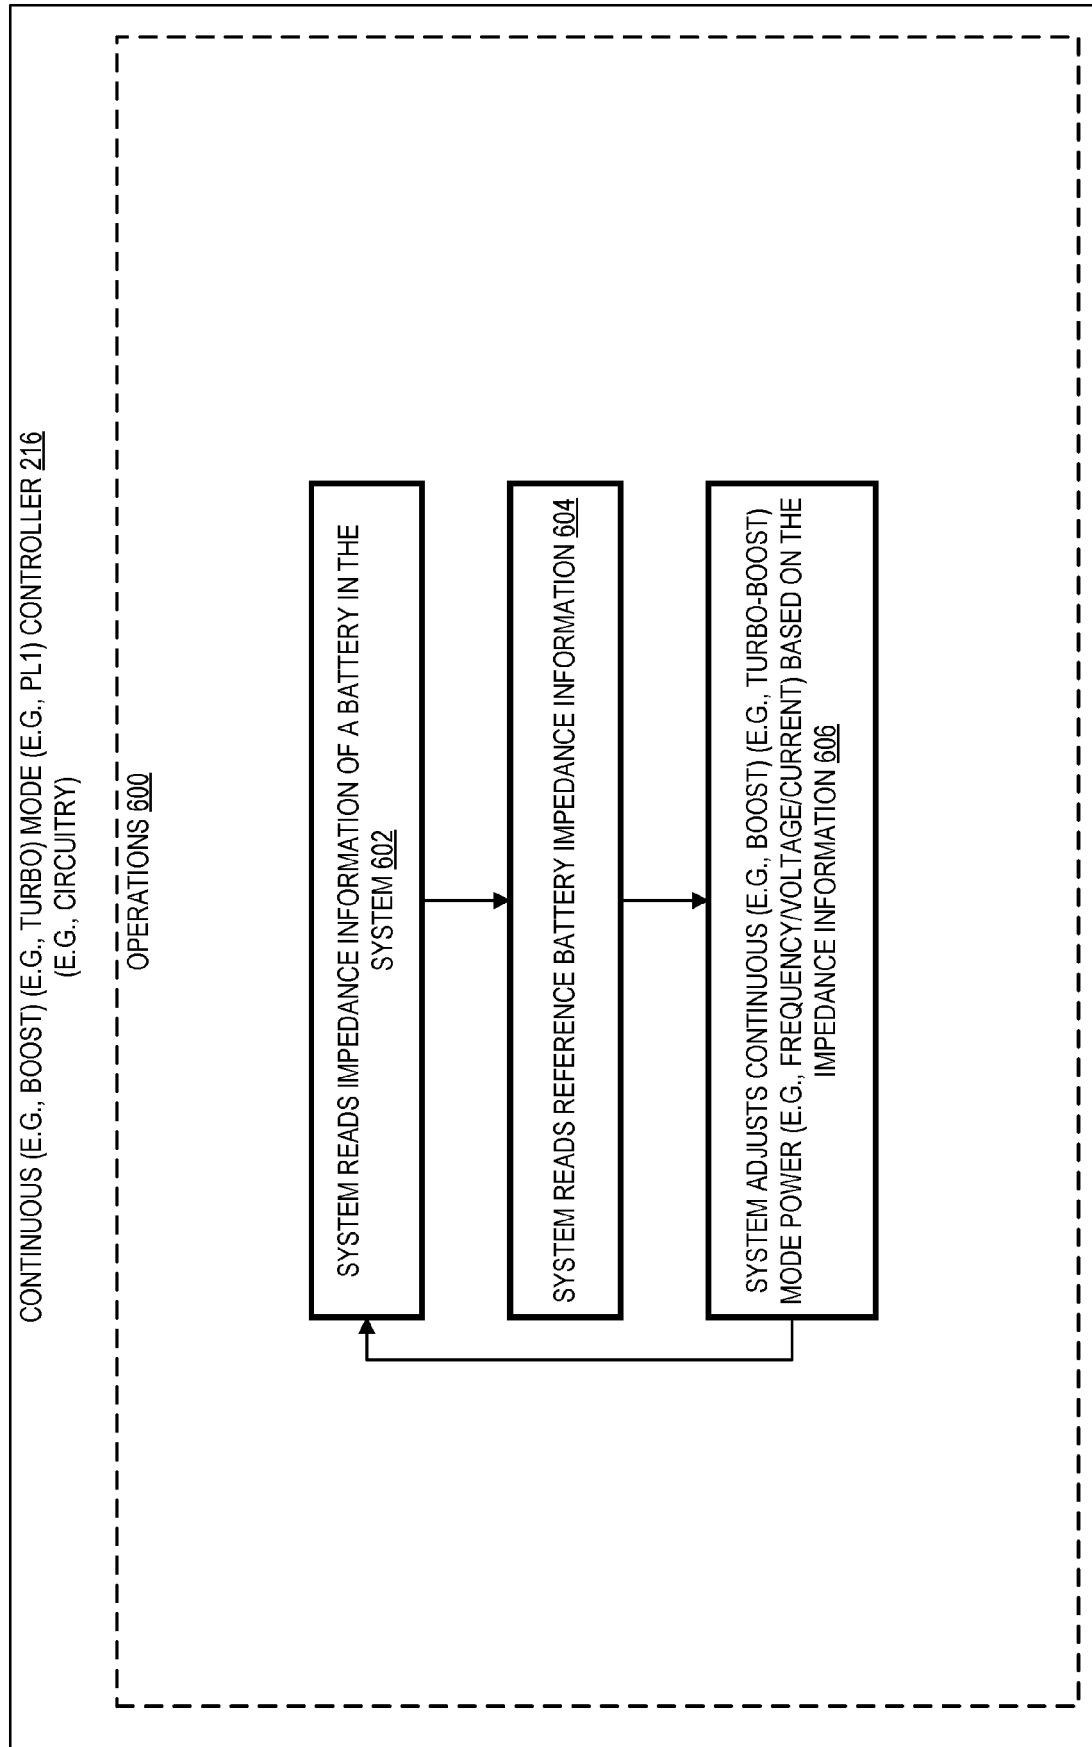 CONTINUOUS (E.G., BOOST) (E.G., TURBO) MODE (E.G., PL1) CONTROLLER 216
(E.G., CIRCUITRY)
OPERATIONS 600
SYSTEM READS IMPEDANCE INFORMATION OF A BATTERY IN THE
SYSTEM 602
SYSTEM READS REFERENCE BATTERY IMPEDANCE INFORMATION 604
SYSTEM ADJUSTS CONTINUOUS (E.G., BOOST) (E.G., TURBO-BOOST)
MODE POWER (E.G., FREQUENCY/VOLTAGE/CURRENT) BASED ON THE
IMPEDANCE INFORMATION 606